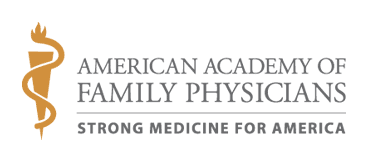 AMERICAN ACADEMY OF
FAMILY PHYSICIANS
STRONG MEDICINE FOR AMERICA